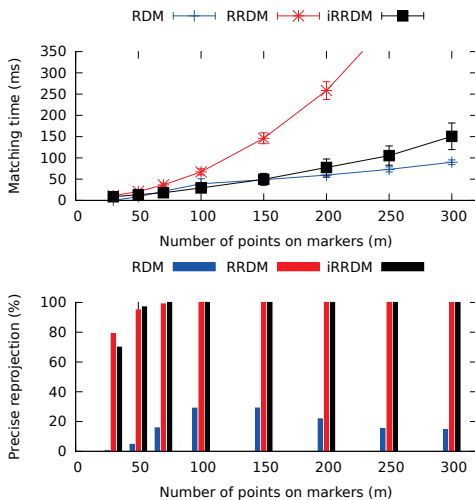 RDM RRDM iRRDM
350
300
250
200
150
100
50
0
50 100 150 200 250 300
Matching time (ms)
Number of points on markers (m)
RDM RRDM iRRDM
100
80
60
40
20
0
50 100 150 200 250 300
Precise reprojection (%)
Number of points on markers (m)